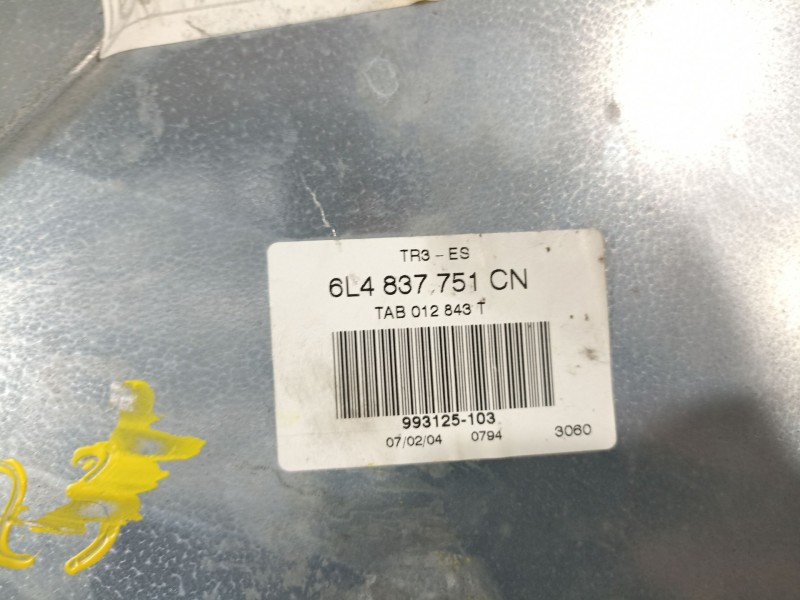 TR3 - ES
6L4 837 751 CN
TAB 012 843 T
993125-103
07/02/04 0794 3060